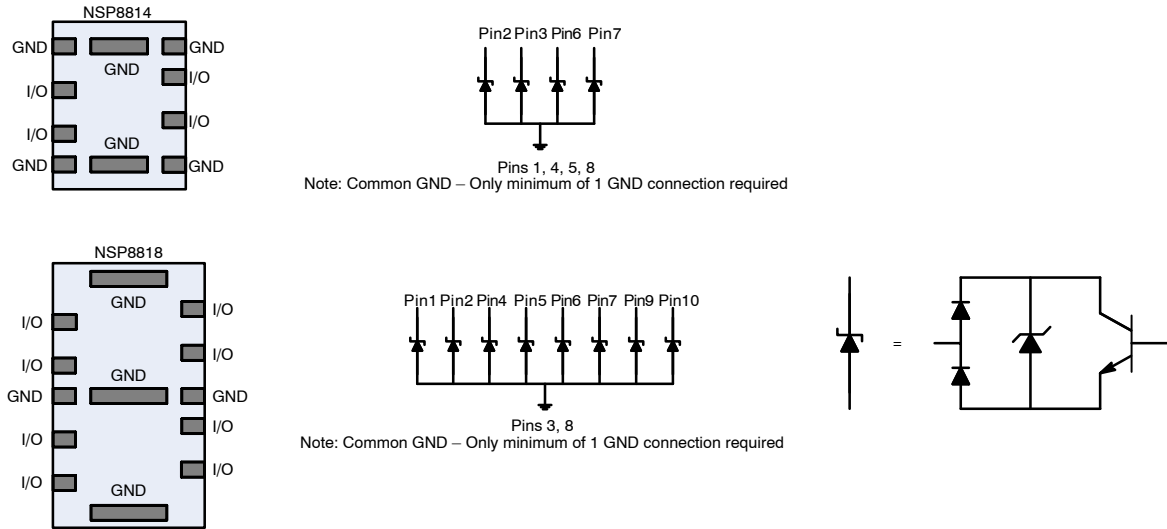 NSP8814
GND
GND
GND
I/O
I/O
I/O
I/O
GND
GND
GND
Pin2 Pin3 Pin6 Pin7
Pins 1, 4, 5, 8
Note: Common GND – Only minimum of 1 GND connection required
NSP8818
GND
I/O
I/O
I/O
I/O
GND
GND
GND
I/O
I/O
I/O
I/O
GND
Pin1 Pin2 Pin4 Pin5 Pin6 Pin7 Pin9 Pin10
Pins 3, 8
Note: Common GND – Only minimum of 1 GND connection required
=